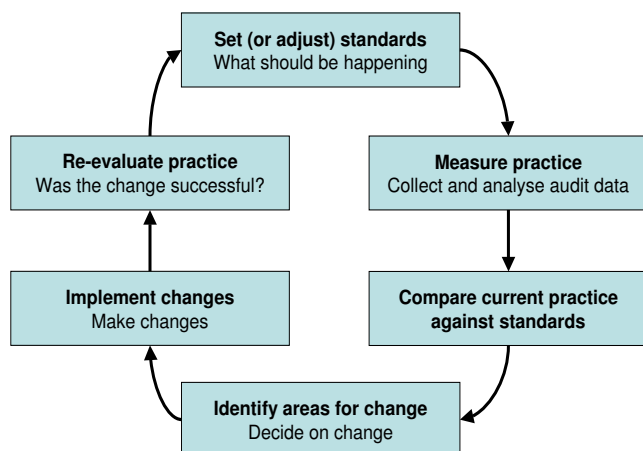 Set (or adjust) standards
What should be happening
Measure practice
Collect and analyse audit data
Compare current practice
against standards
Identify areas for change
Decide on change
Implement changes
Make changes
Re-evaluate practice
Was the change successful?